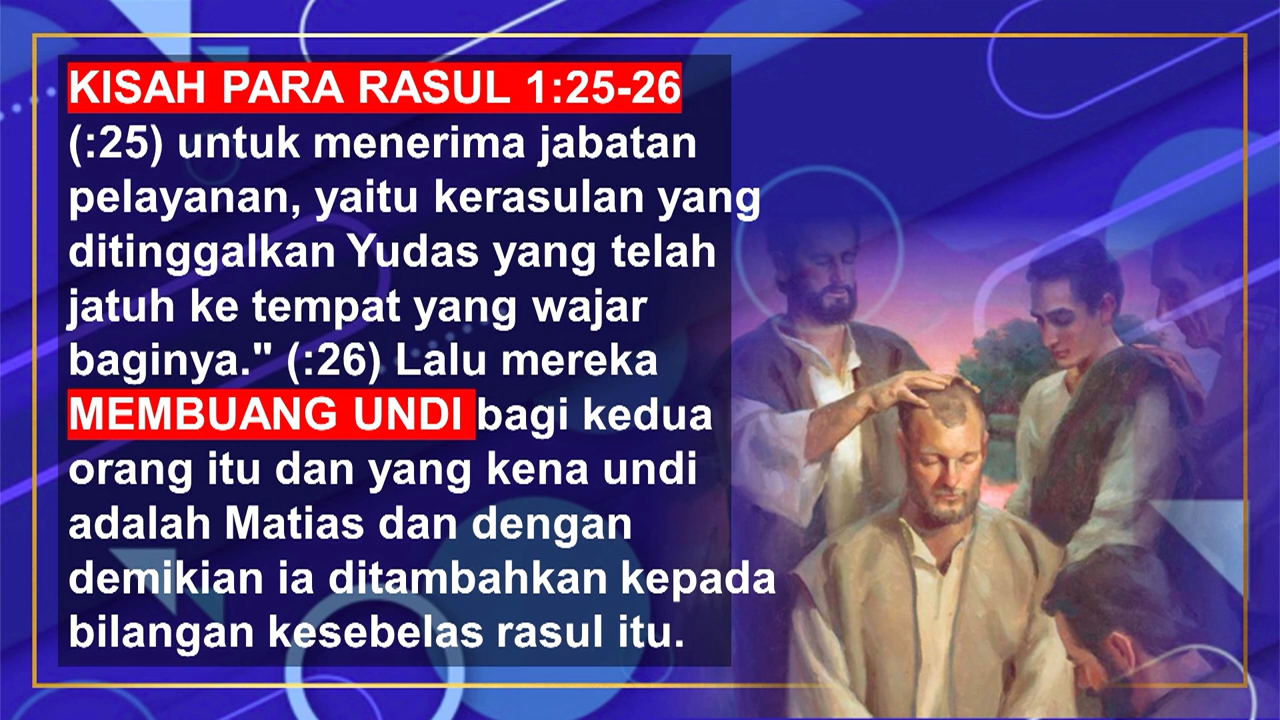 KISAH PARA RASUL 1:25-26
(:25) untuk menerima jabatan
pelayanan, yaitu kerasulan yang
ditinggalkan Yudas yang telah
jatuh ke tempat yang wajar
baginya." (:26) Lalu mereka
MEMBUANG UNDI bagi kedua
orang itu dan yang kena undi
adalah Matias dan dengan
demikian ia ditambahkan kepada
bilangan kesebelas rasul itu.